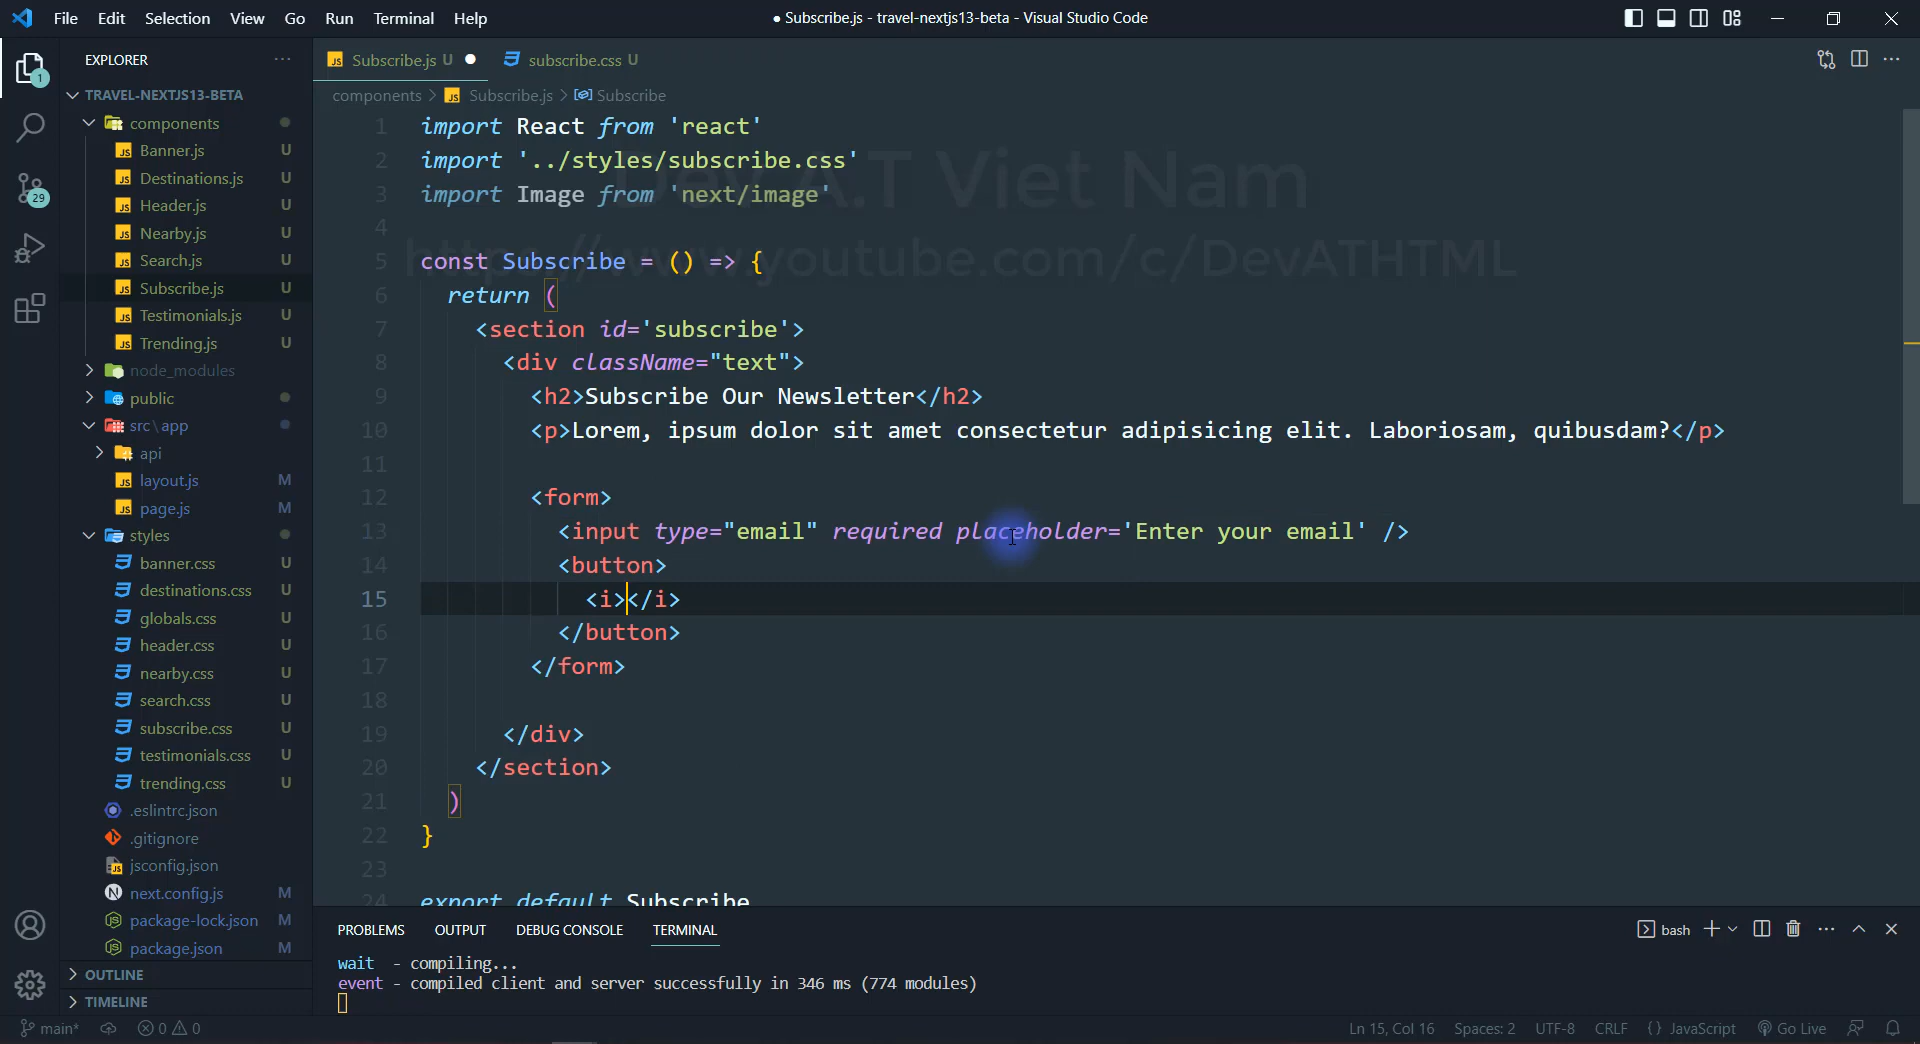 File Edit Selection View Go Run Terminal Help
● Subscribe.js - travel-nextjs13-beta - Visual Studio Code
EXPLORER
TRAVEL-NEXTJS13-BETA
components
Banner.js U
Destinations.js U
Header.js U
Nearby.js U
Search.js U
Subscribe.js U
Testimonials.js U
Trending.js U
node_modules
public
src\app
api
layout.js M
page.js M
styles
banner.css U
destinations.css U
globals.css U
header.css U
nearby.css U
search.css U
subscribe.css U
testimonials.css U
trending.css U
.eslintrc.json
.gitignore
jsconfig.json
next.config.js M
package-lock.json M
package.json M
OUTLINE
TIMELINE
1
29
Subscribe.js U ● subscribe.css U
components > Subscribe.js > Subscribe
1 import React from 'react'
2 import '../styles/subscribe.css'
3 import Image from 'next/image'
4
5 const Subscribe = () => {
6 return (
7 <section id='subscribe'>
8 <div className="text">
9 <h2>Subscribe Our Newsletter</h2>
10 <p>Lorem, ipsum dolor sit amet consectetur adipisicing elit. Laboriosam, quibusdam?</p>
11
12 <form>
13 <input type="email" required placeholder='Enter your email' />
14 <button>
15 <i></i>
16 </button>
17 </form>
18
19 </div>
20 </section>
21 )
22 }
23
24 export default Subscribe
Dev A.T Viet Nam
https://www.youtube.com/c/DevATHTML
PROBLEMS OUTPUT DEBUG CONSOLE TERMINAL
bash
wait - compiling...
event - compiled client and server successfully in 346 ms (774 modules)
main* 0 0
Ln 15, Col 16 Spaces: 2 UTF-8 CRLF {} JavaScript Go Live